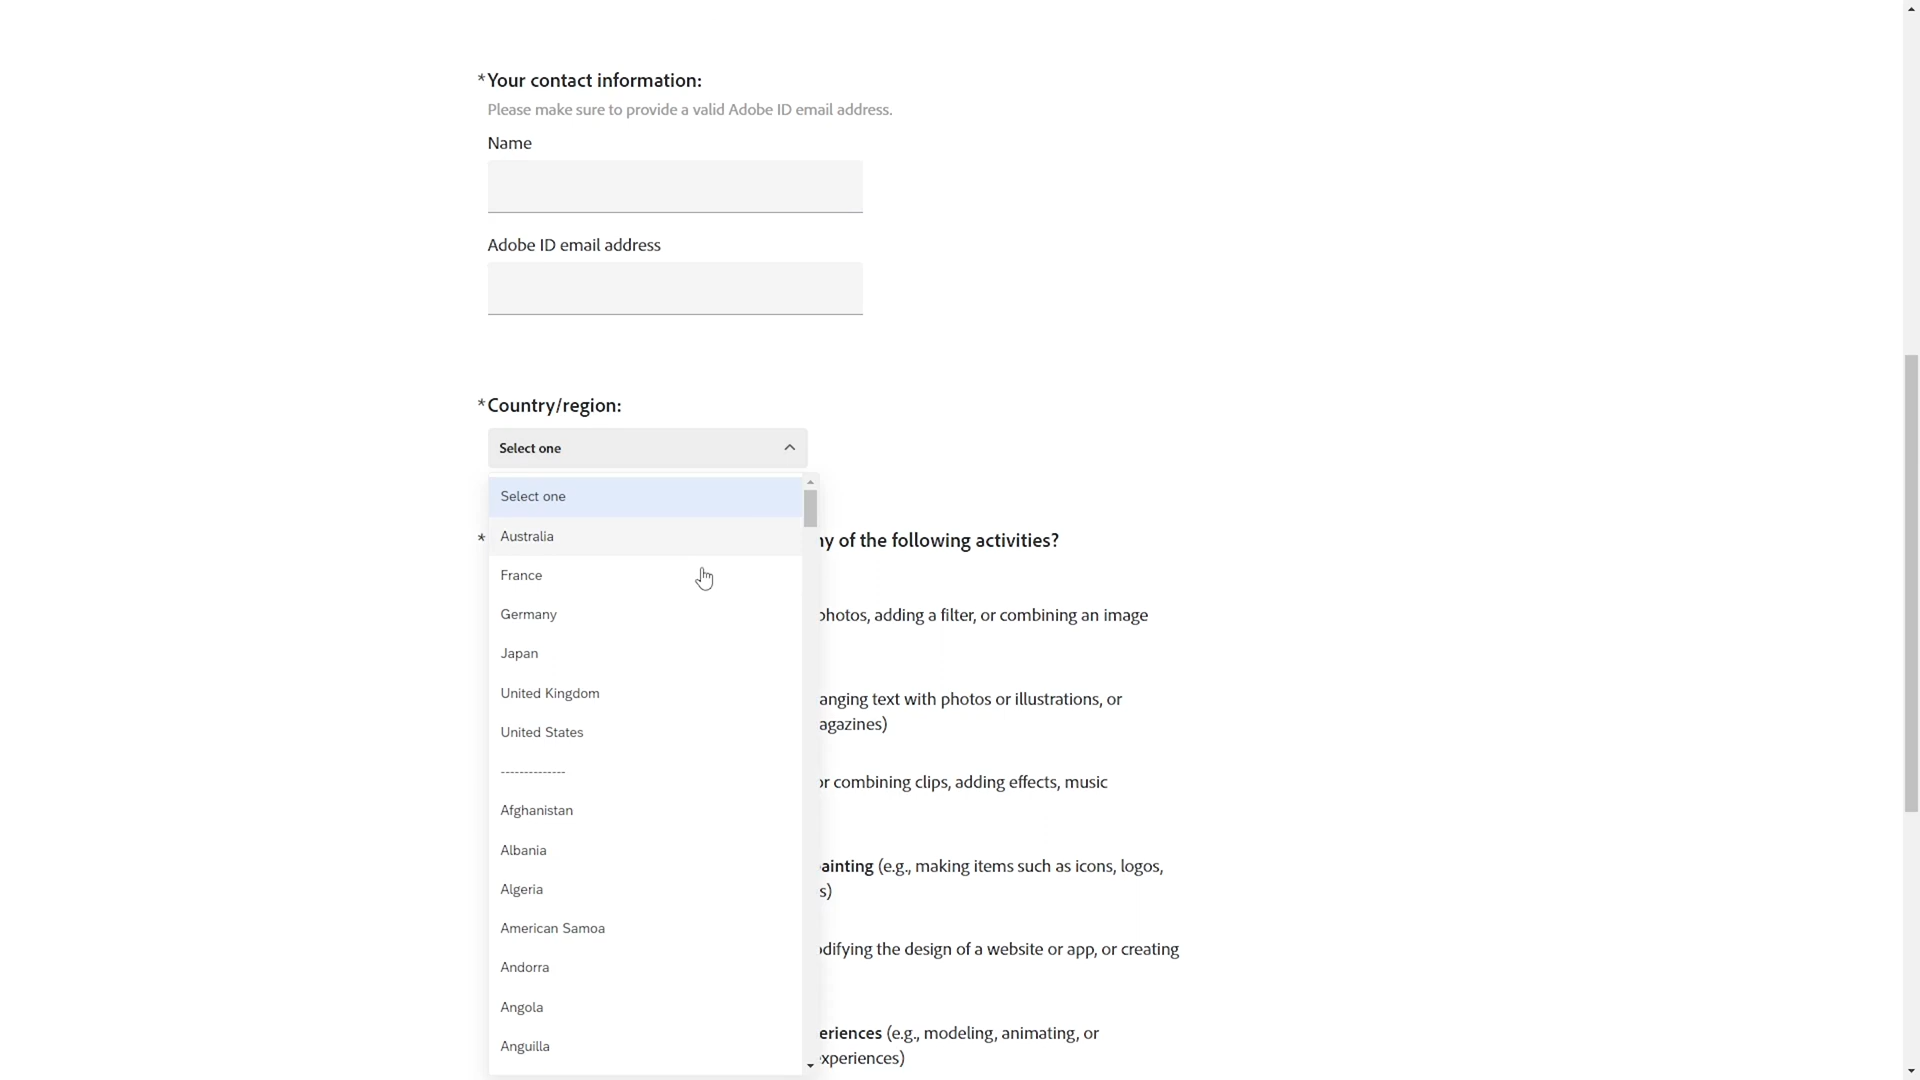 *Your contact information:
Please make sure to provide a valid Adobe ID email address.
Name
Adobe ID email address
*Country/region:
Select one
Select one
Australia
* of the following activities?
France
Germany
photos, adding a filter, or combining an image
Japan
United Kingdom
anging text with photos or illustrations, or
agazines)
United States
--------------
or combining clips, adding effects, music
Afghanistan
Albania
ainting (e.g., making items such as icons, logos,
s)
Algeria
American Samoa
odifying the design of a website or app, or creating
Andorra
Angola
eriences (e.g., modeling, animating, or
Anguilla
experiences)